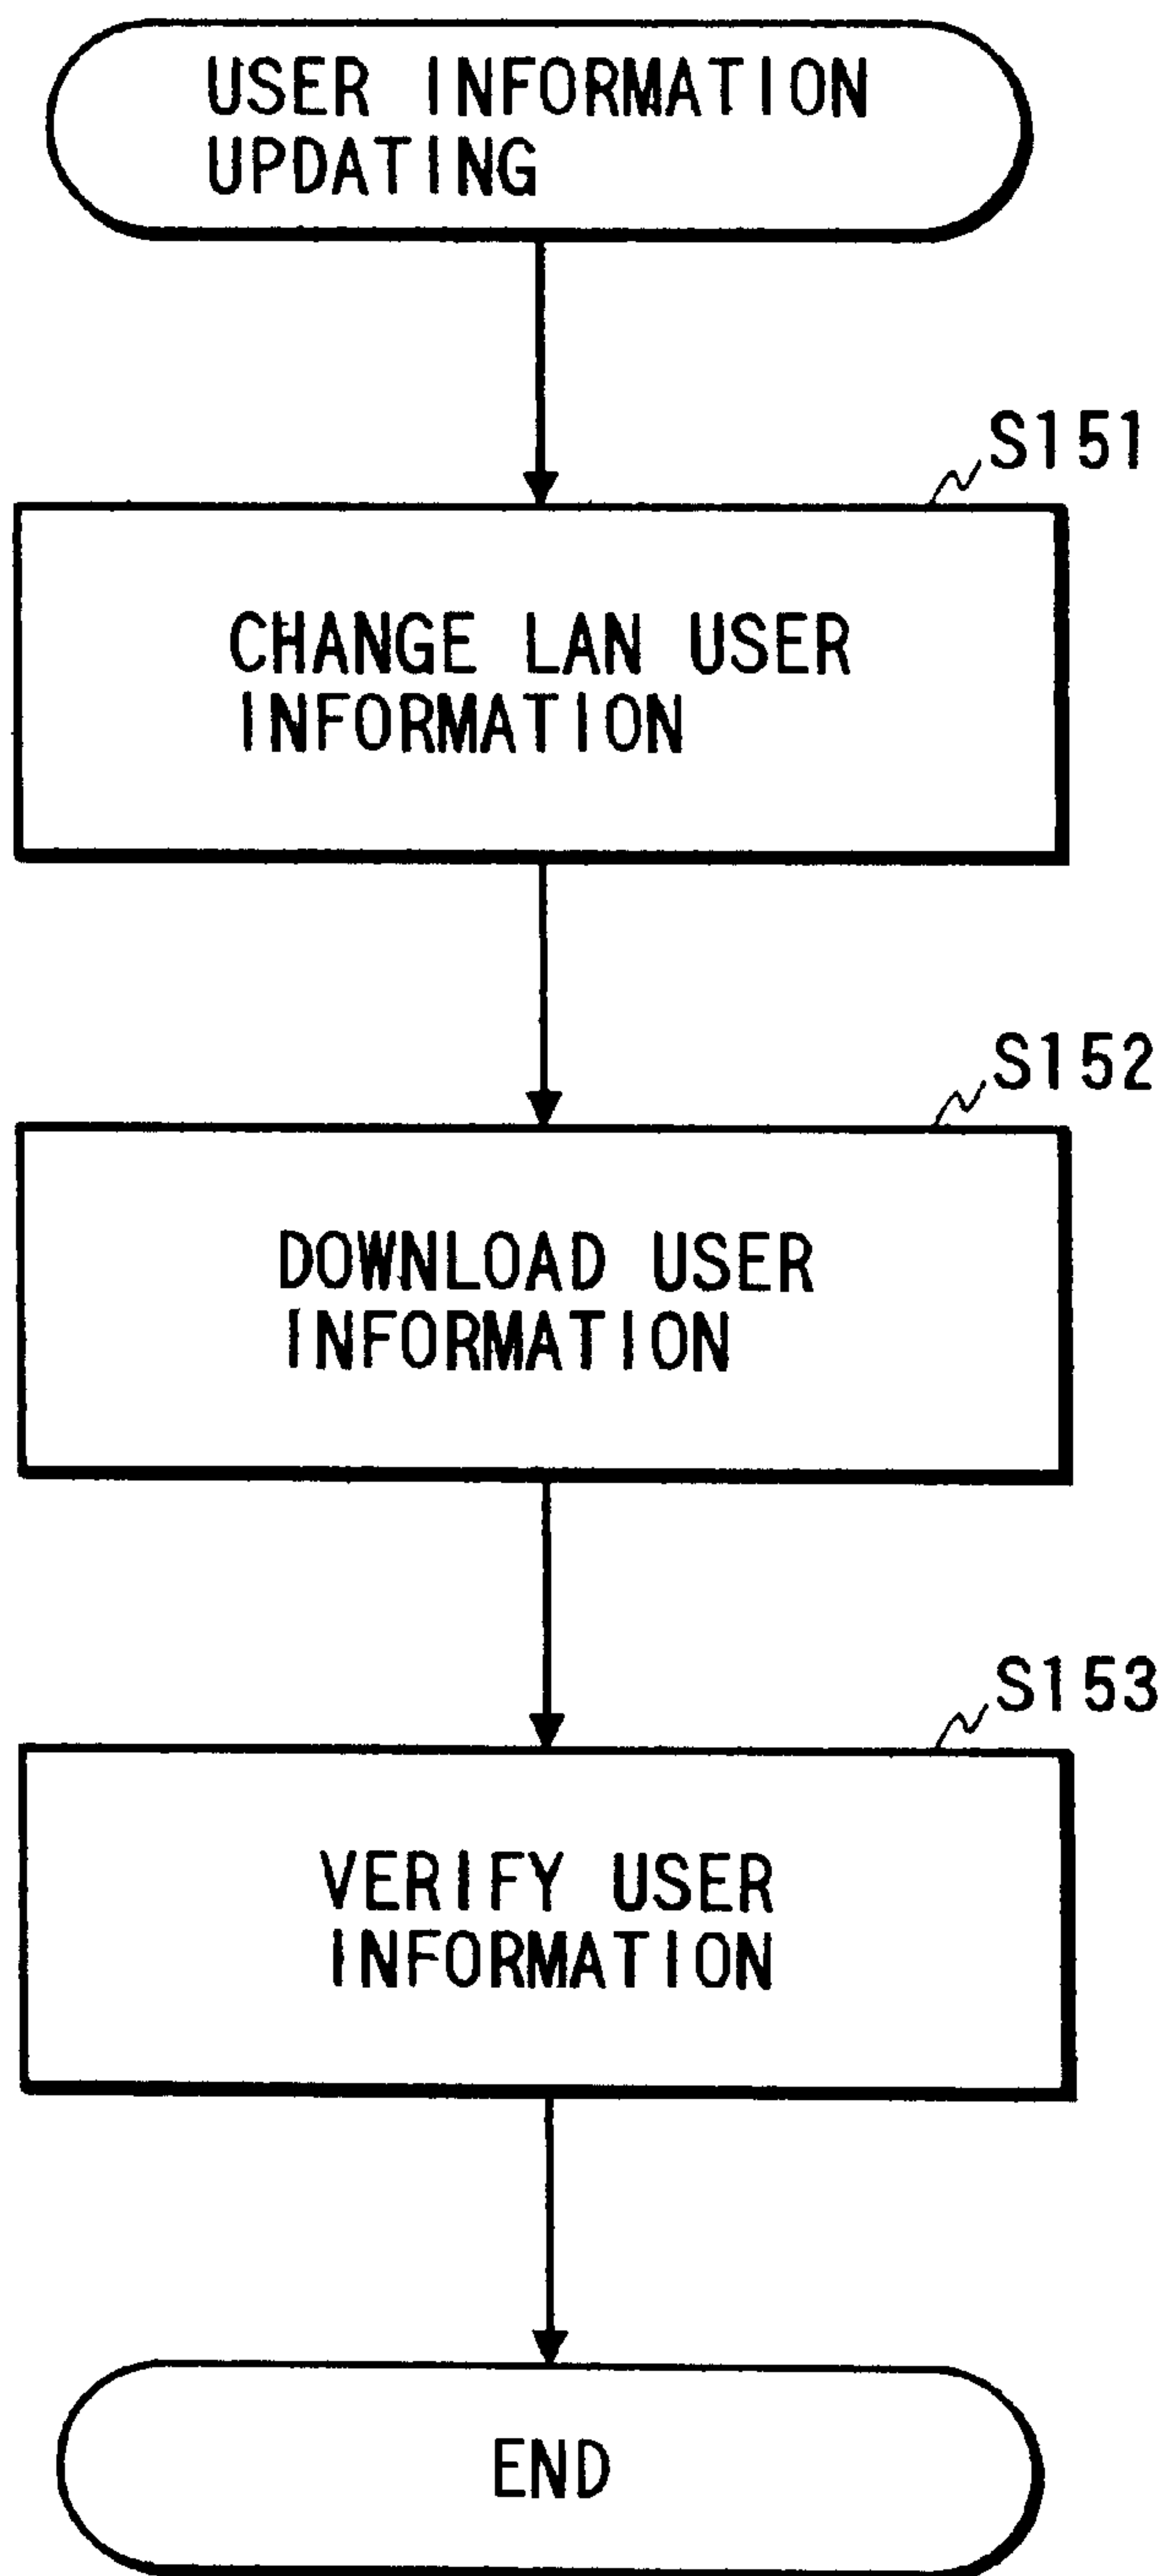 USER INFORMATION
UPDATING
S151
CHANGE LAN USER
INFORMATION
S152
DOWNLOAD USER
INFORMATION
S153
VERIFY USER
INFORMATION
END